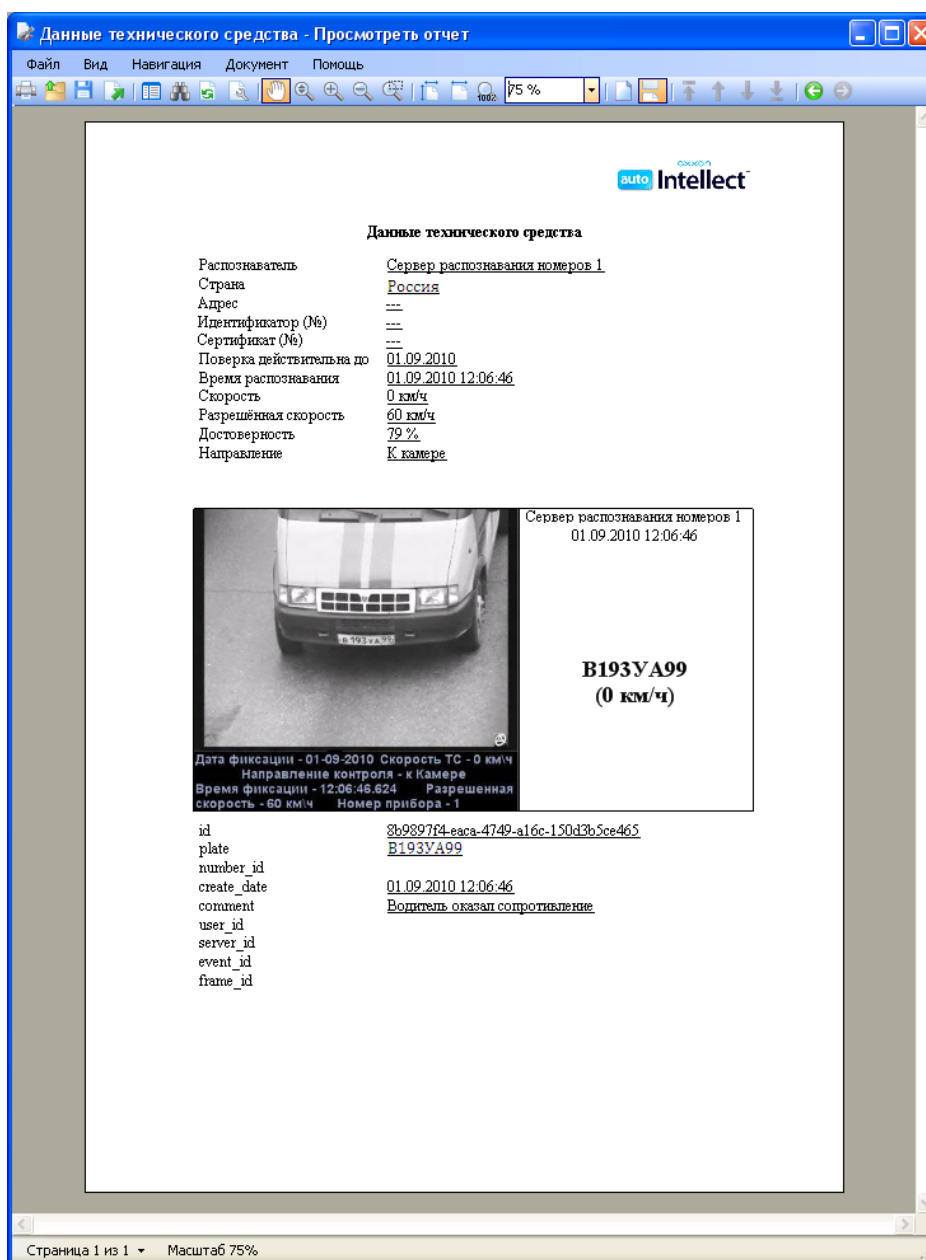 Данные технического средства - Просмотреть отчет
Файл Вид Навигация Документ Помощь
100% 75 %
axxon
auto Intellect
Данные технического средства
Распознаватель Сервер распознавания номеров 1
Страна Россия
Адрес ---
Идентификатор (№) ---
Сертификат (№) ---
Поверка действительна до 01.09.2010
Время распознавания 01.09.2010 12:06:46
Скорость 0 км/ч
Разрешённая скорость 60 км/ч
Достоверность 79 %
Направление К камере
В 193 УА 99
Дата фиксации - 01-09-2010 Скорость ТС - 0 км\ч
Направление контроля - к Камере
Время фиксации - 12:06:46.624 Разрешенная
скорость - 60 км\ч Номер прибора - 1
Сервер распознавания номеров 1
01.09.2010 12:06:46
В193УА99
(0 км/ч)
id 8b9897f4-eaca-4749-a16c-150d3b5ce465
plate В193УА99
number_id
create_date 01.09.2010 12:06:46
comment Водитель оказал сопротивление
user_id
server_id
event_id
frame_id
Страница 1 из 1 Масштаб 75%